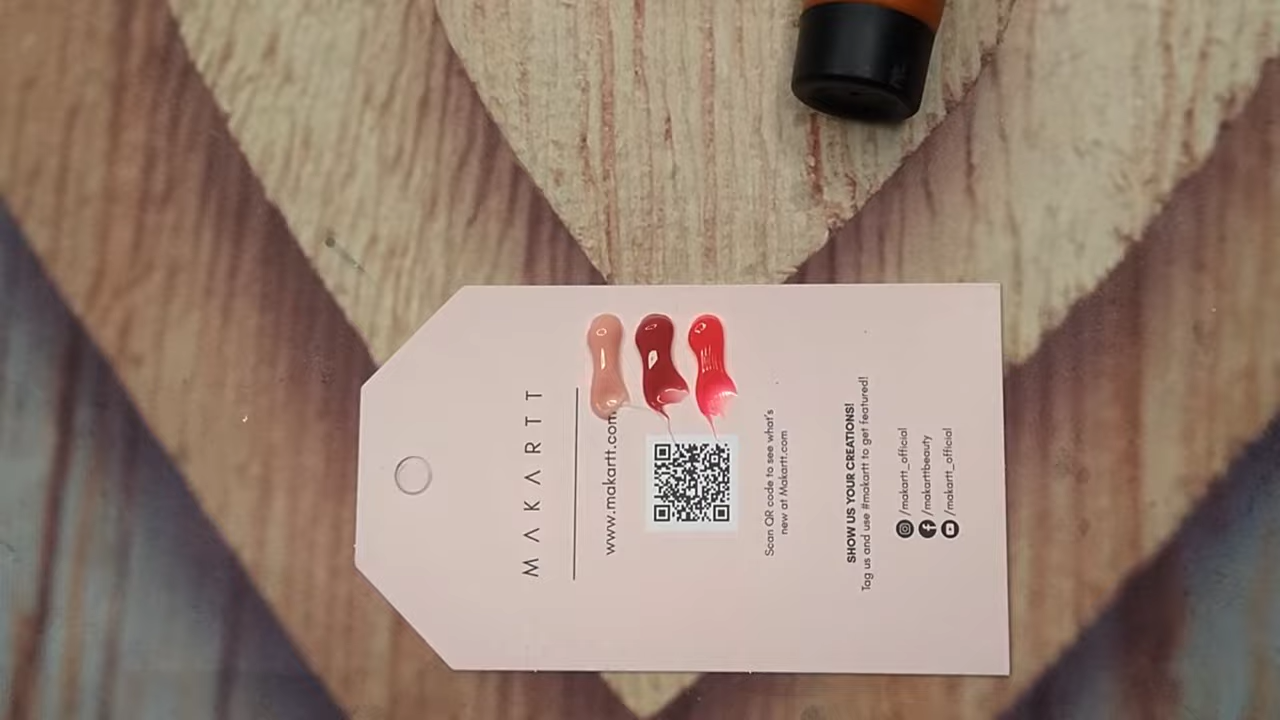 MAKARTT
www.makartt.com
Scan QR code to see what's
new at Makartt.com
SHOW US YOUR CREATIONS!
Tag us and use #makartt to get featured!
/makartt_official
/makarttbeauty
/makartt_official